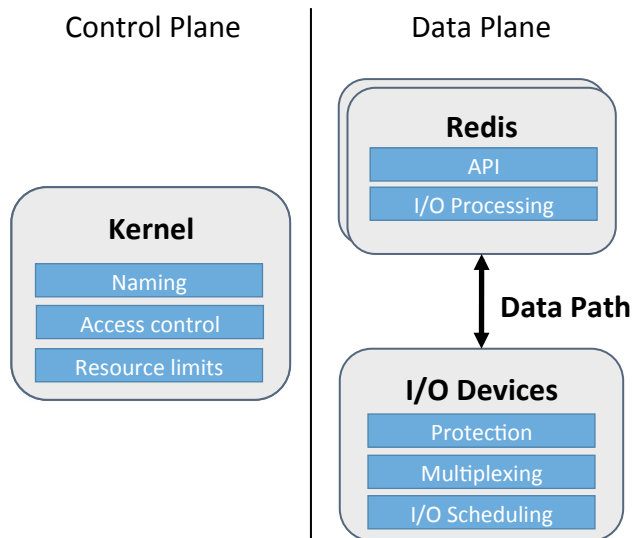 Control Plane
Data Plane
Kernel
Naming
Access control
Resource limits
Redis
API
I/O Processing
Data Path
I/O Devices
Protection
Multiplexing
I/O Scheduling